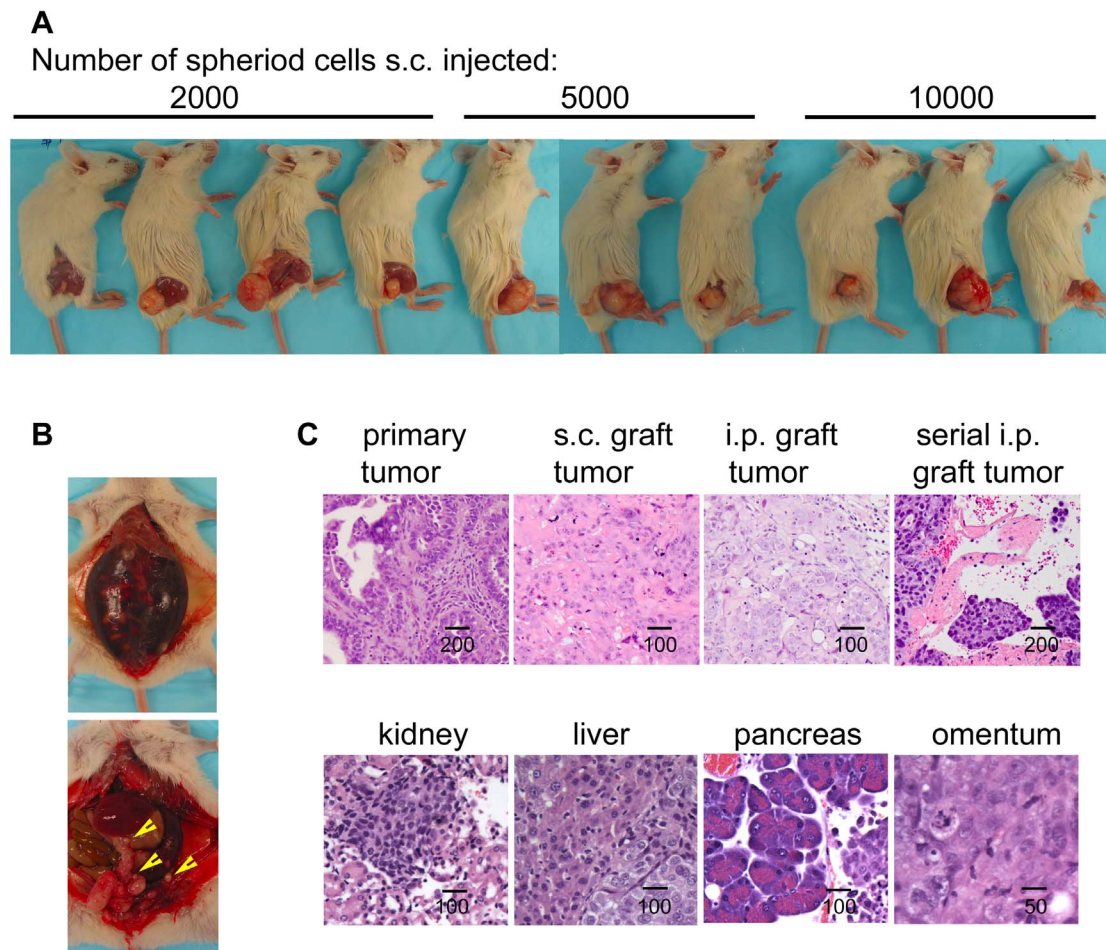 A
Number of spheriod cells s.c. injected:
2000 5000 10000
B
C
primary tumor
s.c. graft tumor
i.p. graft tumor
serial i.p. graft tumor
200
100
100
200
kidney
liver
pancreas
omentum
100
100
100
50